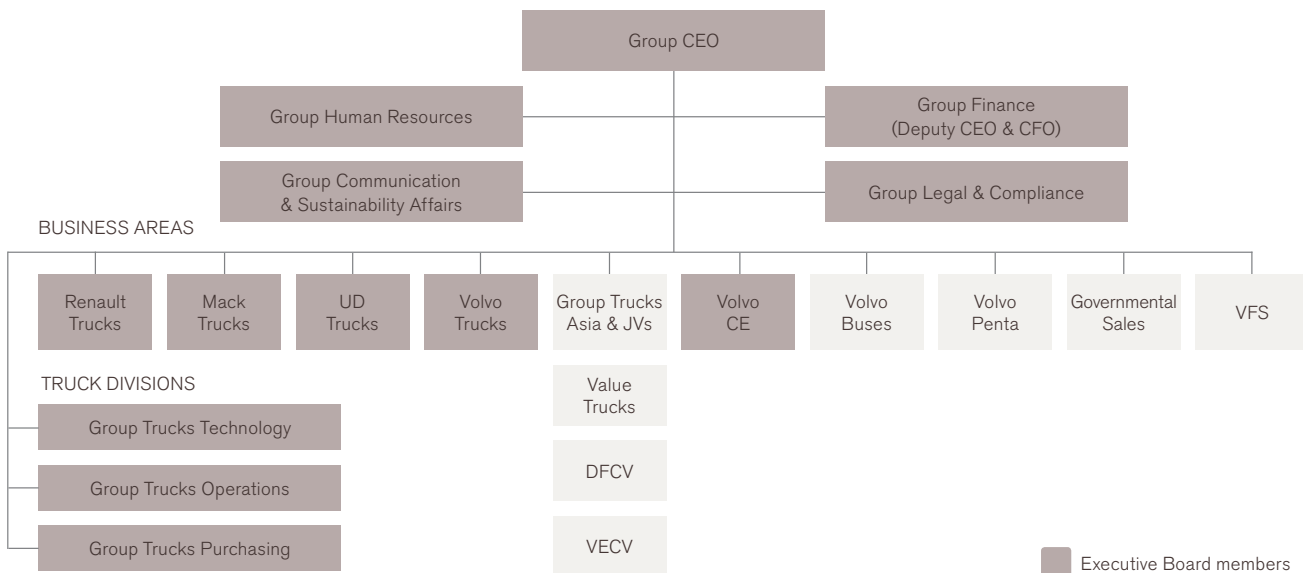 Group CEO
Group Human Resources
Group Finance
(Deputy CEO & CFO)
Group Communication
& Sustainability Affairs
Group Legal & Compliance
BUSINESS AREAS
Renault
Trucks
Mack
Trucks
UD
Trucks
Volvo
Trucks
Group Trucks
Asia & JVs
Volvo
CE
Volvo
Buses
Volvo
Penta
Governmental
Sales
VFS
TRUCK DIVISIONS
Group Trucks Technology
Group Trucks Operations
Group Trucks Purchasing
Value
Trucks
DFCV
VECV
Executive Board members